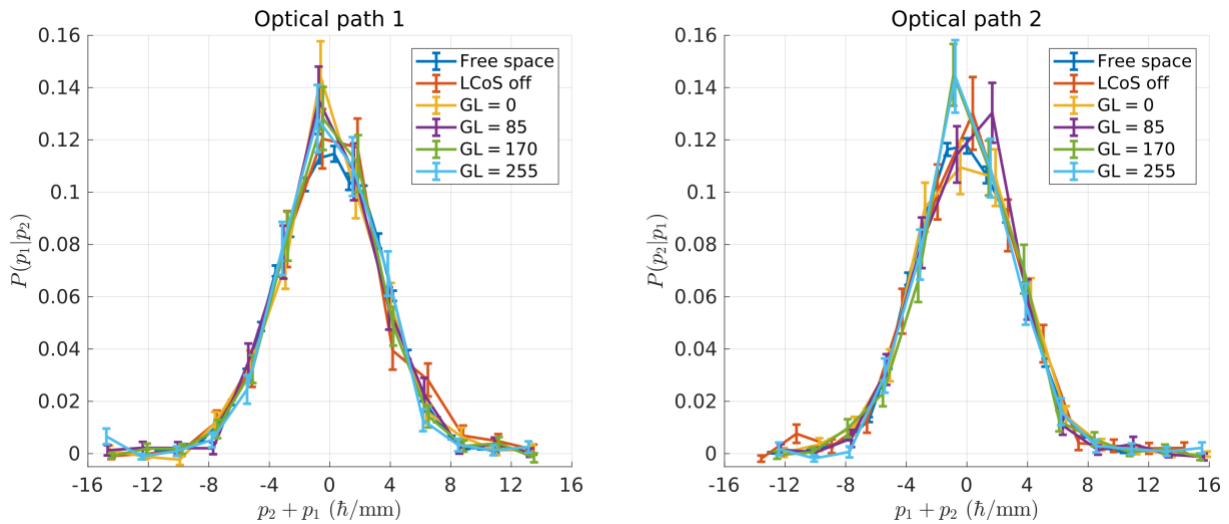 Optical path 1
0.16
0.14
0.12
0.1
0.08
0.06
0.04
0.02
0
P(p₁|p₂)
Free space
LCoS off
GL = 0
GL = 85
GL = 170
GL = 255
-16 -12 -8 -4 0 4 8 12 16
p₂ + p₁ (ħ/mm)
Optical path 2
0.16
0.14
0.12
0.1
0.08
0.06
0.04
0.02
0
P(p₂|p₁)
Free space
LCoS off
GL = 0
GL = 85
GL = 170
GL = 255
-16 -12 -8 -4 0 4 8 12 16
p₁ + p₂ (ħ/mm)